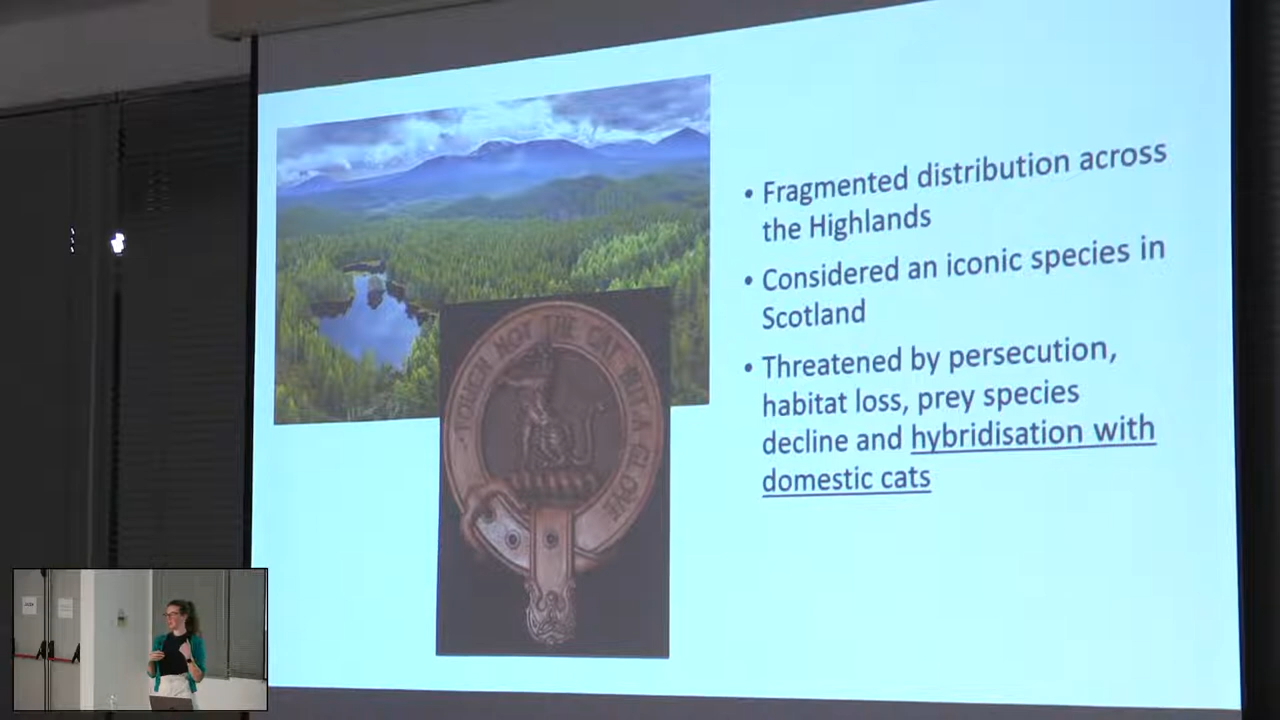 • Fragmented distribution across
the Highlands
• Considered an iconic species in
Scotland
• Threatened by persecution,
habitat loss, prey species
decline and hybridisation with
domestic cats
TOUCH NOT THE CAT BUT A GLOVE